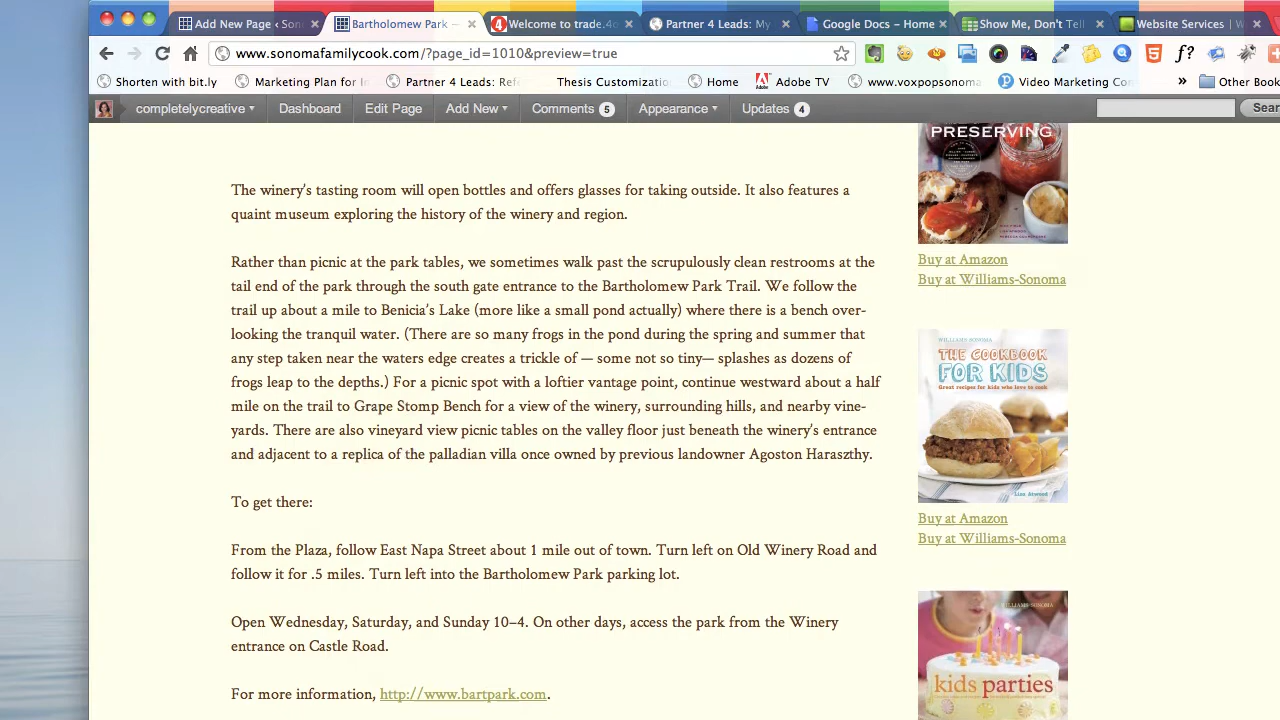 Add New Page ‹ Son
Bartholomew Park —
Welcome to trade.4
Partner 4 Leads: My
Google Docs – Home
Show Me, Don't Tell
Website Services | W
www.sonomafamilycook.com/?page_id=1010&preview=true
Shorten with bit.ly
Marketing Plan for In
Partner 4 Leads: Ref
Thesis Customizatio
Home
Adobe TV
www.voxpopsonoma
Video Marketing Con
»
Other Book
completelycreative
Dashboard
Edit Page
Add New
Comments 5
Appearance
Updates 4
Sear
The winery's tasting room will open bottles and offers glasses for taking outside. It also features a
quaint museum exploring the history of the winery and region.
Rather than picnic at the park tables, we sometimes walk past the scrupulously clean restrooms at the
tail end of the park through the south gate entrance to the Bartholomew Park Trail. We follow the
trail up about a mile to Benicia's Lake (more like a small pond actually) where there is a bench over-
looking the tranquil water. (There are so many frogs in the pond during the spring and summer that
any step taken near the waters edge creates a trickle of — some not so tiny— splashes as dozens of
frogs leap to the depths.) For a picnic spot with a loftier vantage point, continue westward about a half
mile on the trail to Grape Stomp Bench for a view of the winery, surrounding hills, and nearby vine-
yards. There are also vineyard view picnic tables on the valley floor just beneath the winery's entrance
and adjacent to a replica of the palladian villa once owned by previous landowner Agoston Haraszthy.
To get there:
From the Plaza, follow East Napa Street about 1 mile out of town. Turn left on Old Winery Road and
follow it for .5 miles. Turn left into the Bartholomew Park parking lot.
Open Wednesday, Saturday, and Sunday 10–4. On other days, access the park from the Winery
entrance on Castle Road.
For more information, http://www.bartpark.com.
PRESERVING
Buy at Amazon
Buy at Williams-Sonoma
WILLIAMS SONOMA
THE COOKBOOK
FOR KIDS
Great recipes for kids who love to cook
Lisa Atwood
Buy at Amazon
Buy at Williams-Sonoma
WILLIAMS SONOMA
kids parties